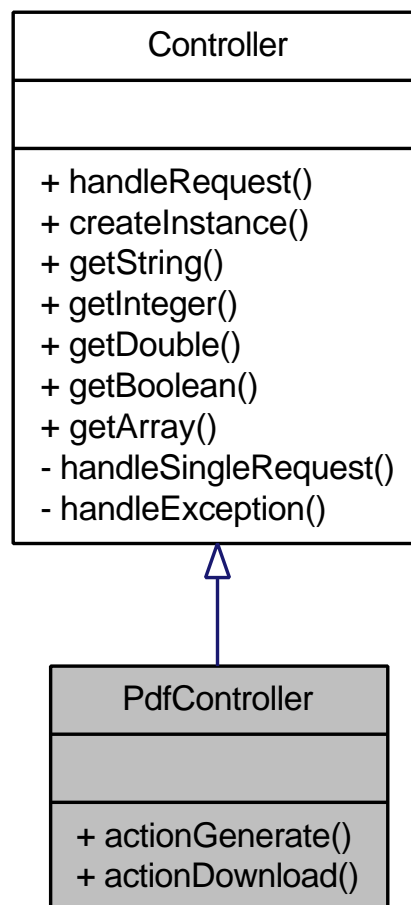 Controller
+ handleRequest()
+ createInstance()
+ getString()
+ getInteger()
+ getDouble()
+ getBoolean()
+ getArray()
- handleSingleRequest()
- handleException()
PdfController
+ actionGenerate()
+ actionDownload()